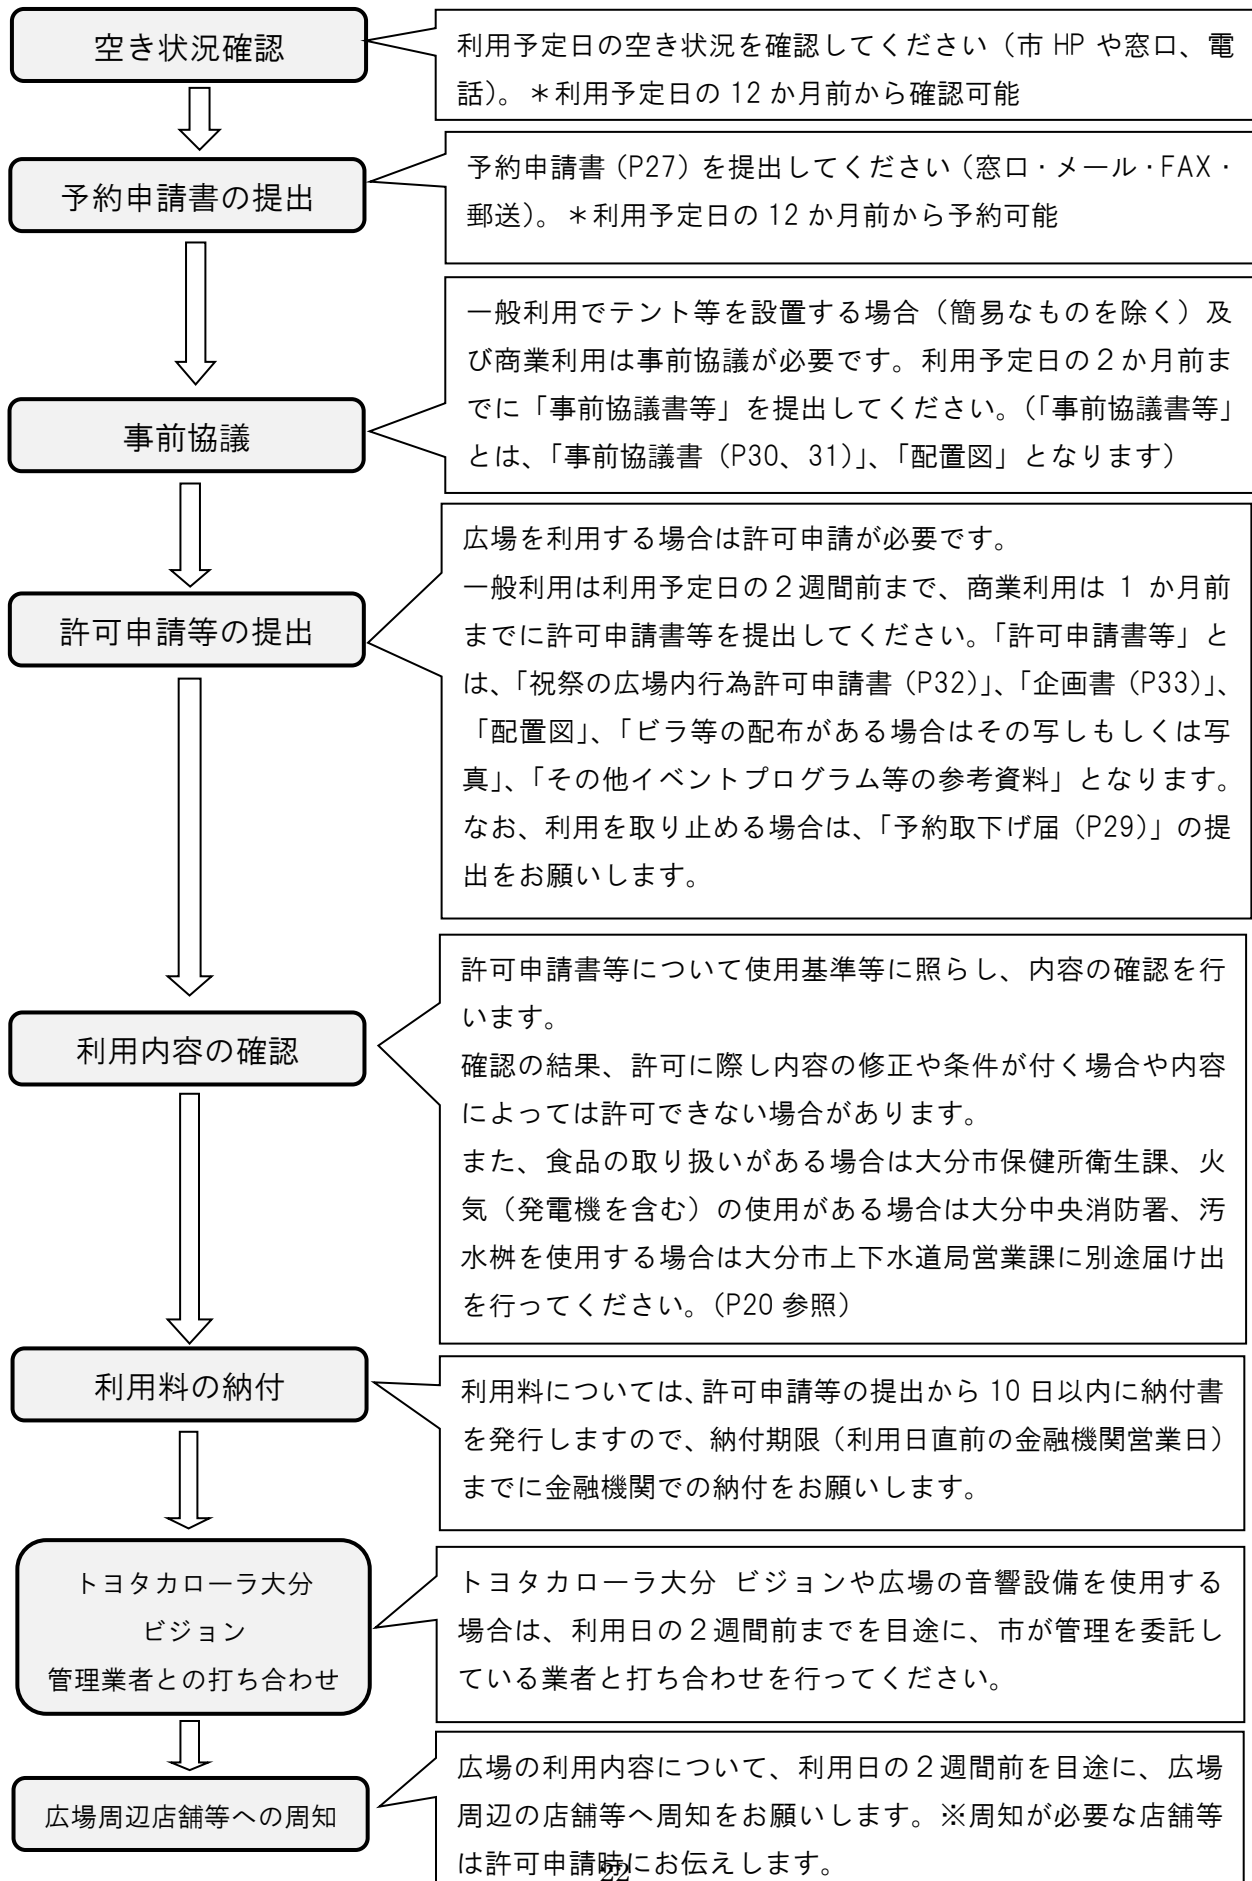 空き状況確認
利用予定日の空き状況を確認してください（市 HP や窓口、電
話）。＊利用予定日の 12 か月前から確認可能
予約申請書の提出
予約申請書（P27）を提出してください（窓口・メール・FAX・
郵送）。＊利用予定日の 12 か月前から予約可能
事前協議
一般利用でテント等を設置する場合（簡易なものを除く）及
び商業利用は事前協議が必要です。利用予定日の２か月前ま
でに「事前協議書等」を提出してください。（「事前協議書等」
とは、「事前協議書（P30、31）」、「配置図」となります）
許可申請等の提出
広場を利用する場合は許可申請が必要です。
一般利用は利用予定日の２週間前まで、商業利用は 1 か月前
までに許可申請書等を提出してください。「許可申請書等」と
は、「祝祭の広場内行為許可申請書（P32）」、「企画書（P33）」、
「配置図」、「ビラ等の配布がある場合はその写しもしくは写
真」、「その他イベントプログラム等の参考資料」となります。
なお、利用を取り止める場合は、「予約取下げ届（P29）」の提
出をお願いします。
利用内容の確認
許可申請書等について使用基準等に照らし、内容の確認を行
います。
確認の結果、許可に際し内容の修正や条件が付く場合や内容
によっては許可できない場合があります。
また、食品の取り扱いがある場合は大分市保健所衛生課、火
気（発電機を含む）の使用がある場合は大分中央消防署、汚
水桝を使用する場合は大分市上下水道局営業課に別途届け出
を行ってください。（P20 参照）
利用料の納付
利用料については、許可申請等の提出から 10 日以内に納付書
を発行しますので、納付期限（利用日直前の金融機関営業日）
までに金融機関での納付をお願いします。
トヨタカローラ大分
ビジョン
管理業者との打ち合わせ
トヨタカローラ大分 ビジョンや広場の音響設備を使用する
場合は、利用日の２週間前までを目途に、市が管理を委託し
ている業者と打ち合わせを行ってください。
広場周辺店舗等への周知
広場の利用内容について、利用日の２週間前を目途に、広場
周辺の店舗等へ周知をお願いします。※周知が必要な店舗等
は許可申請時にお伝えします。
22